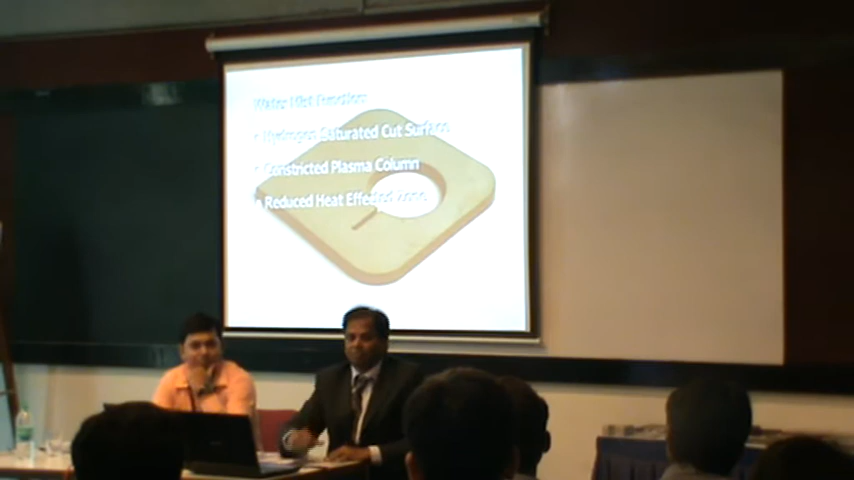 Water Mist Function:
Hydrogen Saturated Cut Surface
Constricted Plasma Column
Reduced Heat Effected Zone